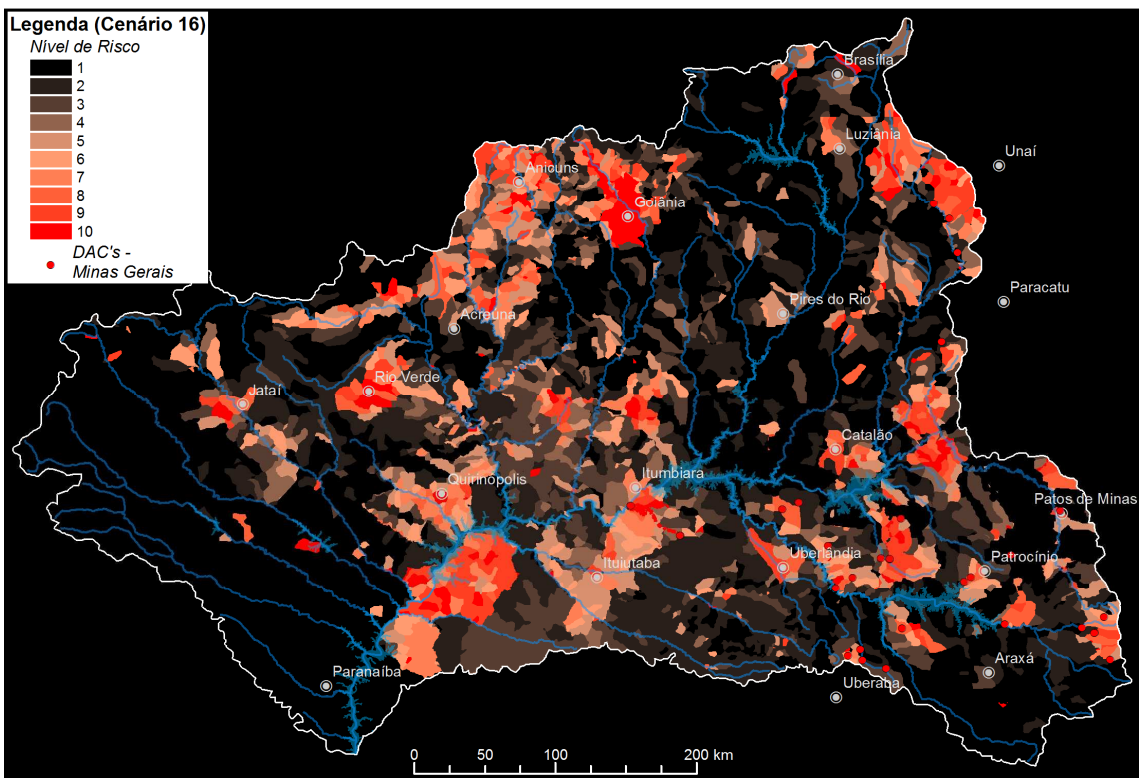 Legenda (Cenário 16)
Nível de Risco
1
2
3
4
5
6
7
8
9
10
DAC's -
Minas Gerais
Brasília
Luziânia
Unaí
Anicuns
Goiânia
Paracatu
Pires do Rio
Acreúna
Rio Verde
Jataí
Catalão
Itumbiara
Quirinópolis
Patos de Minas
Uberlândia
Patrocínio
Ituiutaba
Araxá
Paranaíba
Uberaba
0 50 100 200 km